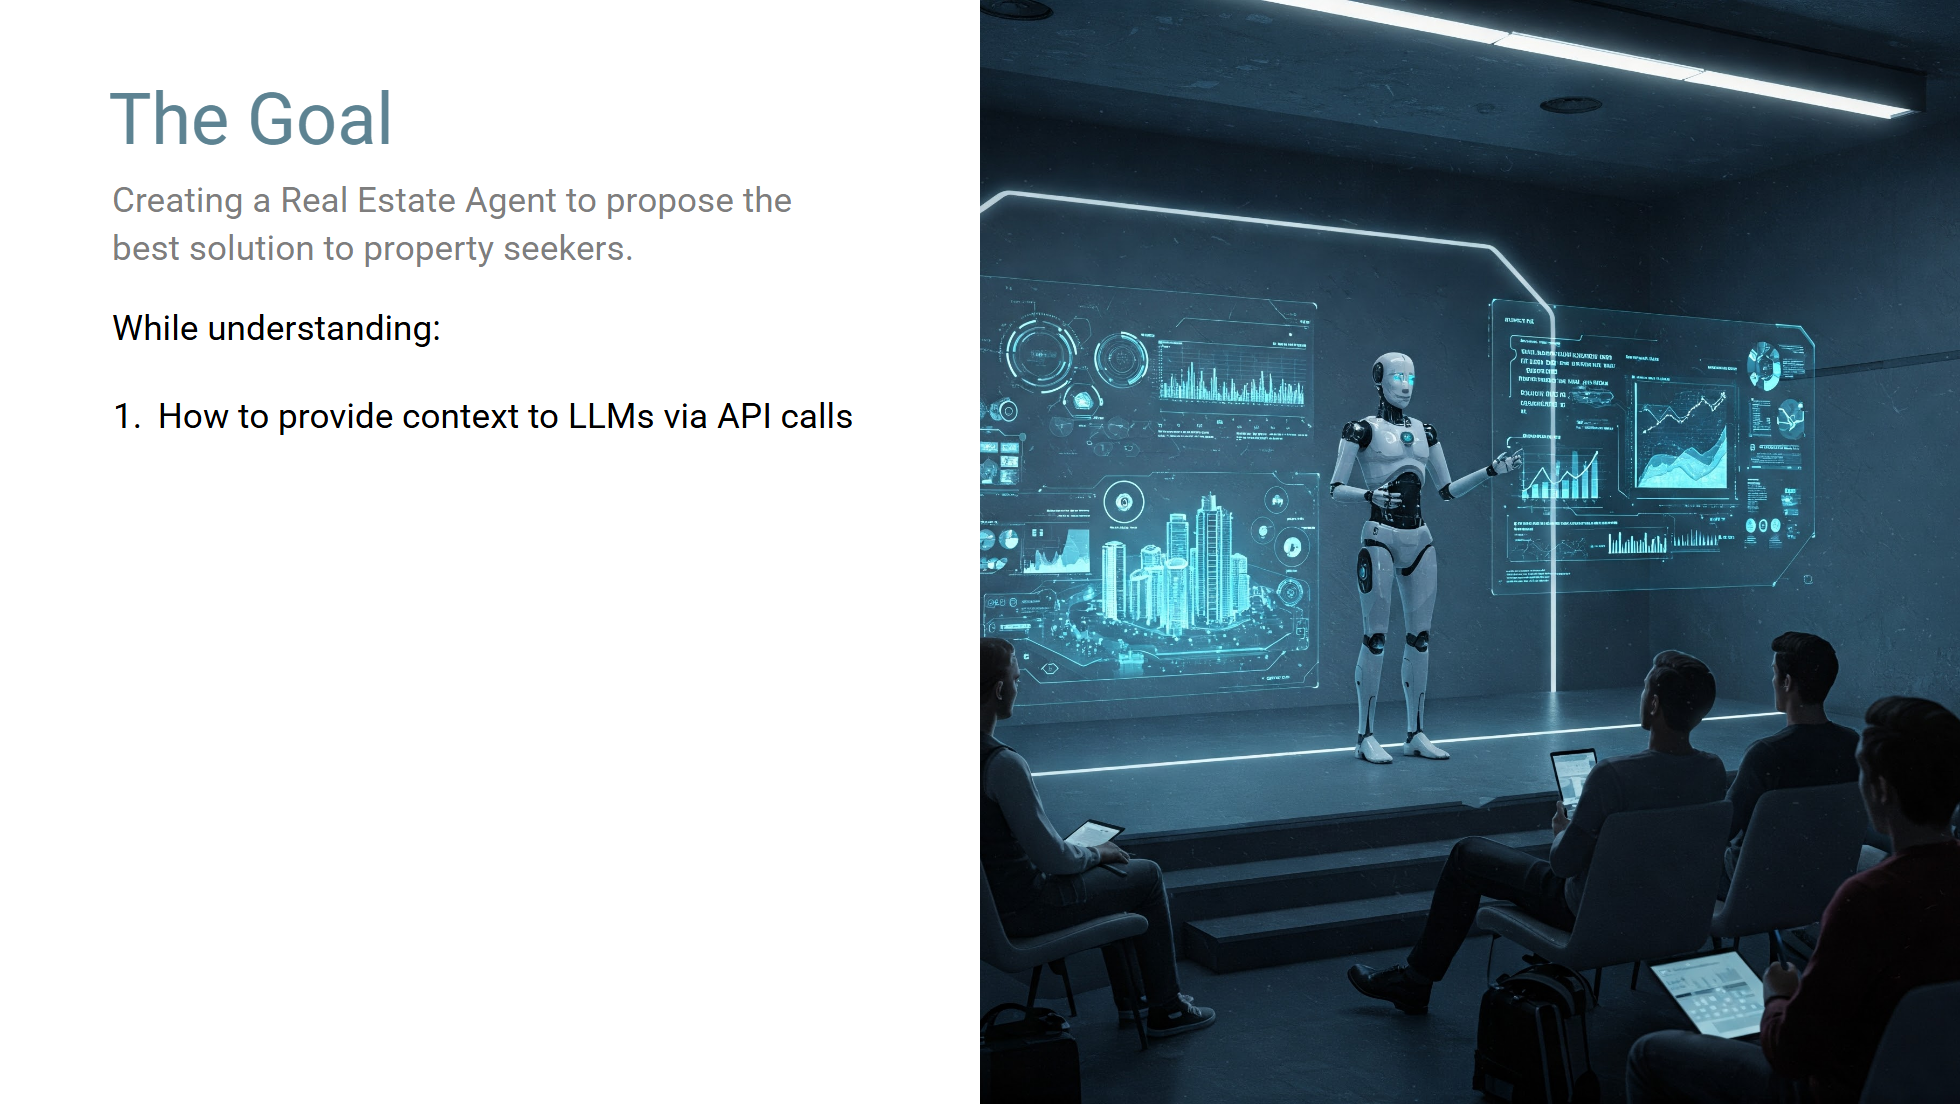 The Goal
Creating a Real Estate Agent to propose the
best solution to property seekers.
While understanding:
1. How to provide context to LLMs via API calls